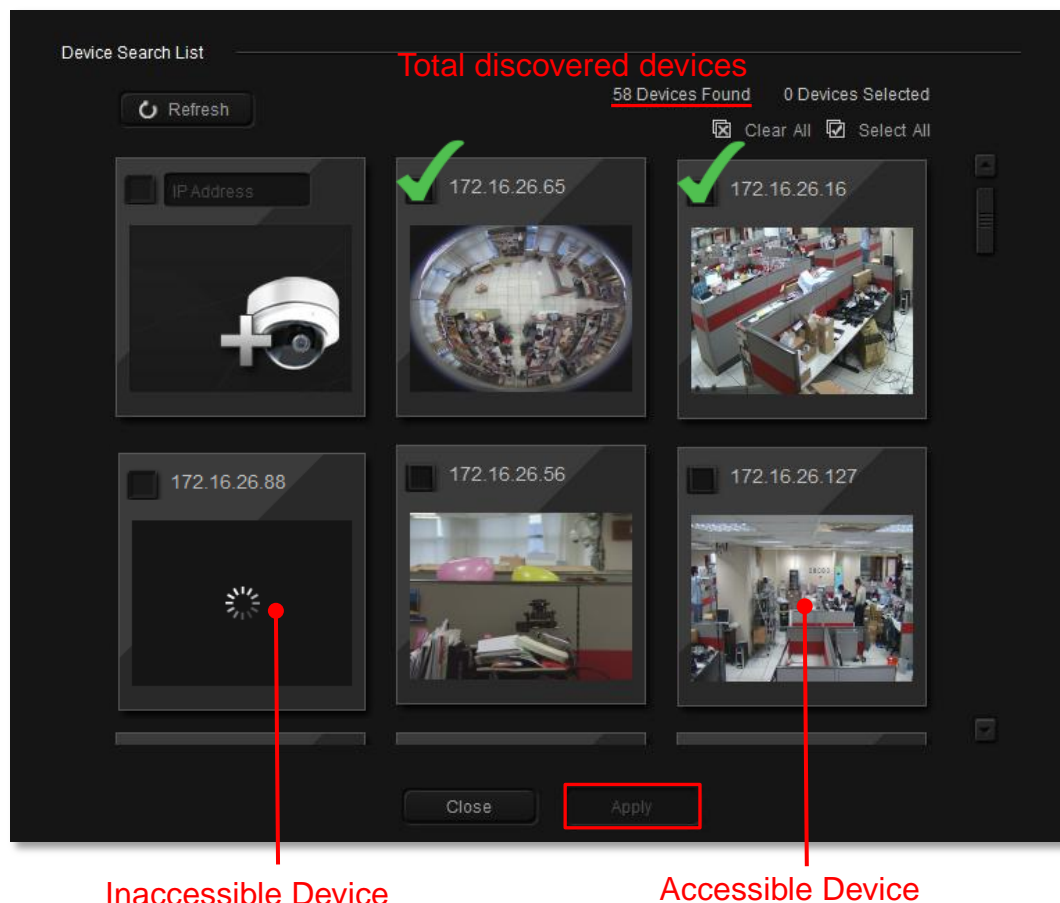 Device Search List
Total discovered devices
Refresh
58 Devices Found 0 Devices Selected
Clear All Select All
IP Address
172.16.26.65
172.16.26.16
172.16.26.88
172.16.26.56
172.16.26.127
Close
Apply
Inaccessible Device
Accessible Device